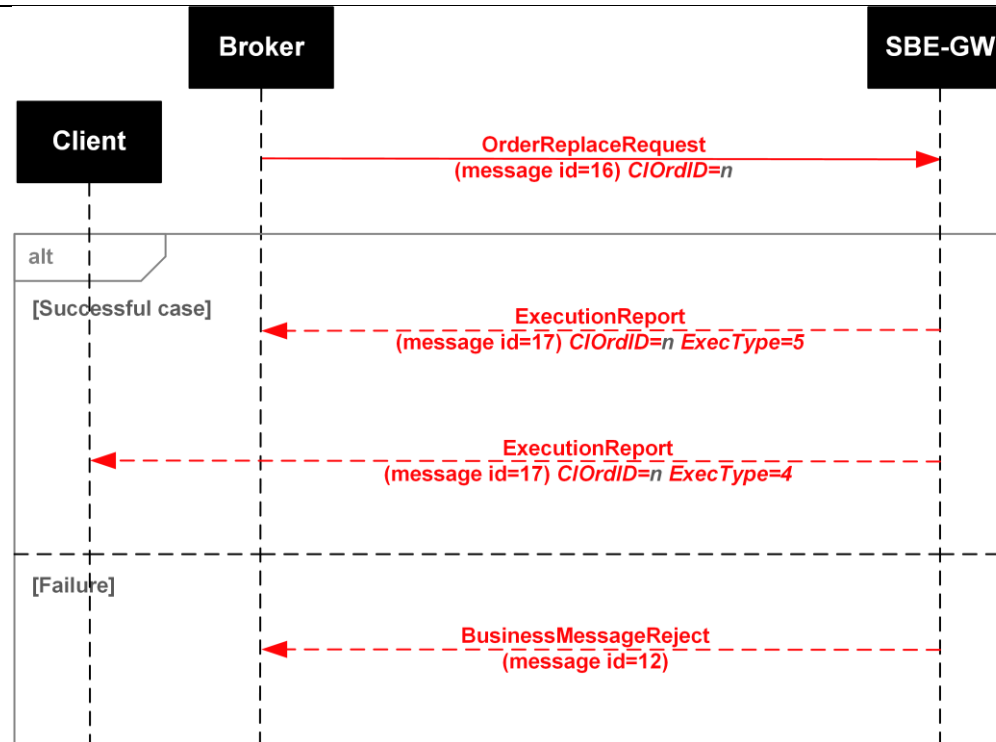 Broker
SBE-GW
Client
OrderReplaceRequest
(message id=16) ClOrdID=n
alt
[Successful case]
ExecutionReport
(message id=17) ClOrdID=n ExecType=5
ExecutionReport
(message id=17) ClOrdID=n ExecType=4
[Failure]
BusinessMessageReject
(message id=12)